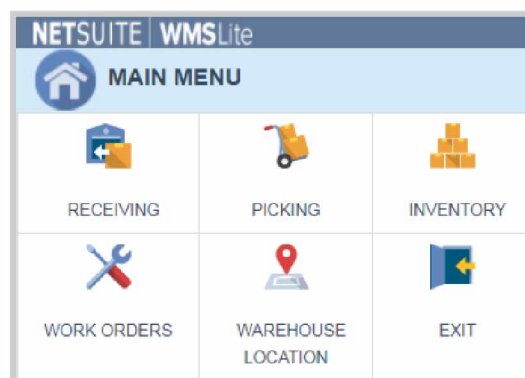 NETSUITE WMSLite
MAIN MENU
RECEIVING
PICKING
INVENTORY
WORK ORDERS
WAREHOUSE
LOCATION
EXIT